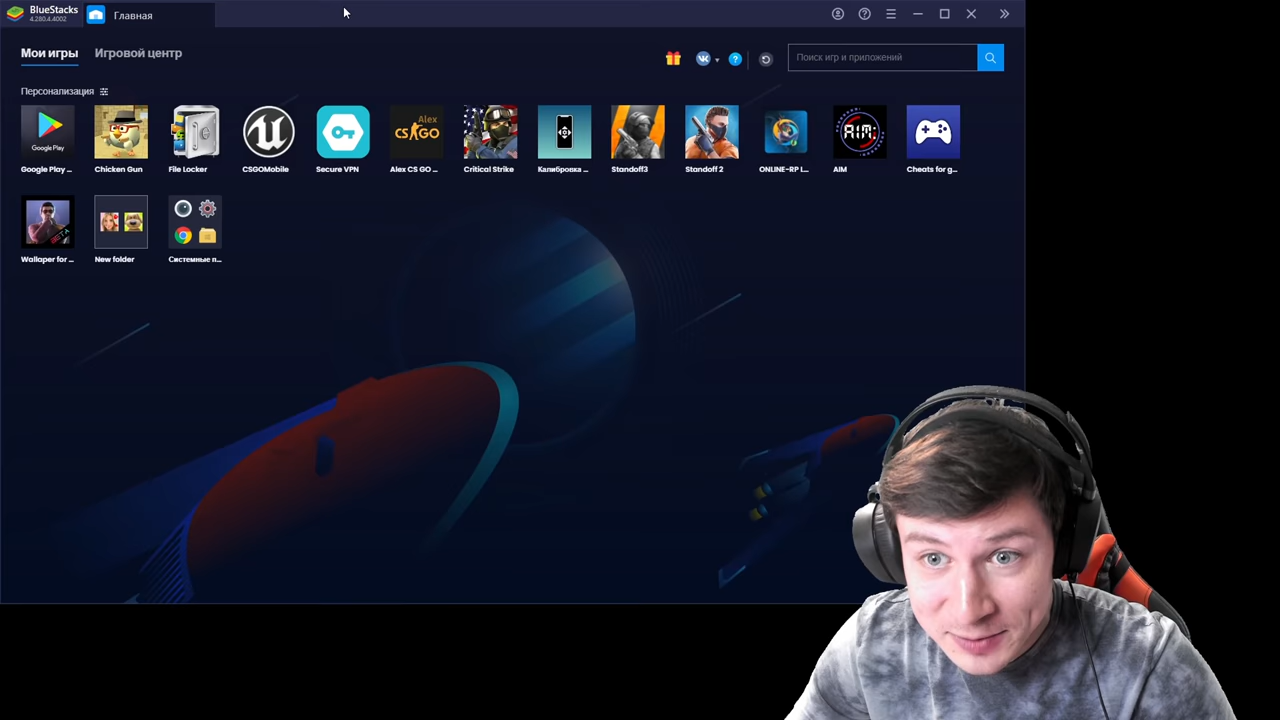 BlueStacks
4.280.4.4002
Главная
Мои игры
Игровой центр
Поиск игр и приложений
Персонализация
Google Play
Alex
CS GO
AIM:
Google Play ...
Chicken Gun
File Locker
CSGOMobile
Secure VPN
Alex CS GO ...
Critical Strike
Калибровка ...
Standoff3
Standoff 2
ONLINE-RP L...
AIM
Cheats for g...
BETA
Wallaper for ...
New folder
Системные п...